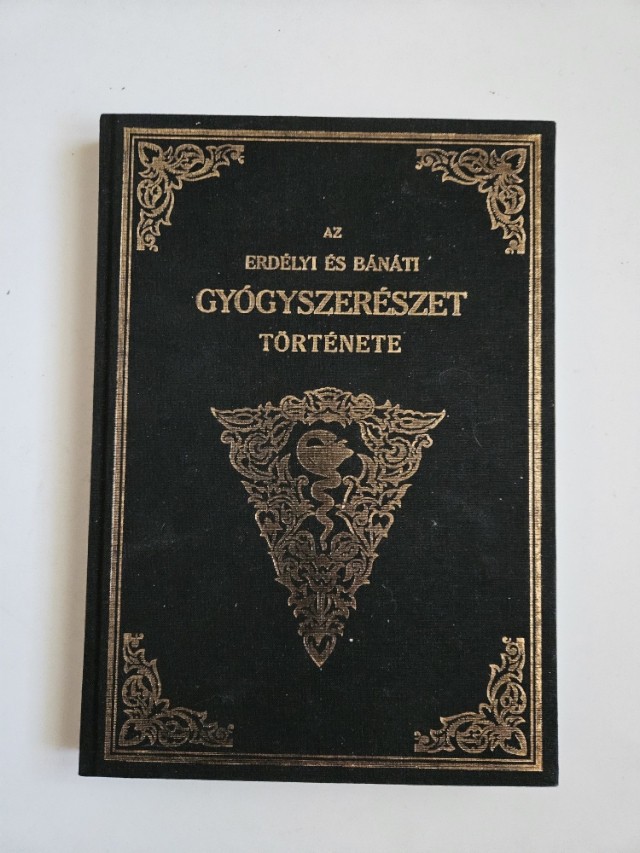 AZ
ERDÉLYI ÉS BÁNÁTI
GYÓGYSZERÉSZET
TÖRTÉNETE